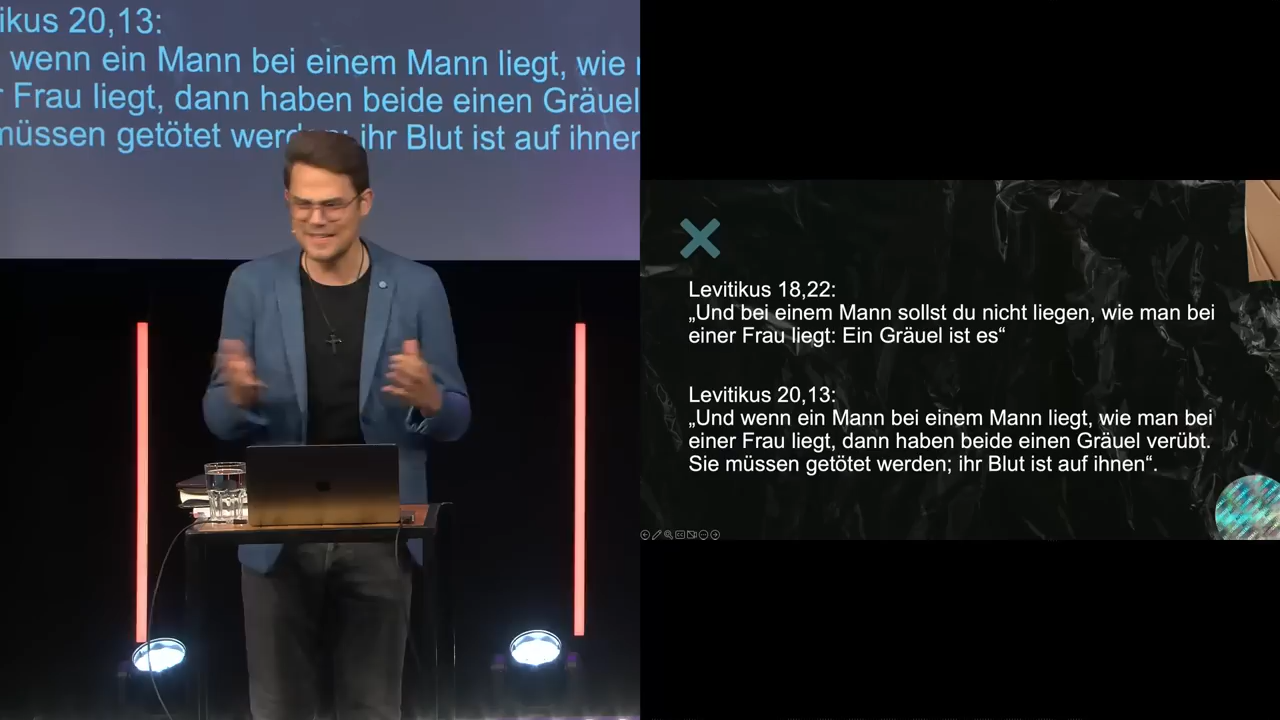 ikus 20,13:
wenn ein Mann bei einem Mann liegt, wie
Frau liegt, dann haben beide einen Gräuel
müssen getötet werden; ihr Blut ist auf ihnen
Levitikus 18,22:
„Und bei einem Mann sollst du nicht liegen, wie man bei
einer Frau liegt: Ein Gräuel ist es“
Levitikus 20,13:
„Und wenn ein Mann bei einem Mann liegt, wie man bei
einer Frau liegt, dann haben beide einen Gräuel verübt.
Sie müssen getötet werden; ihr Blut ist auf ihnen“.